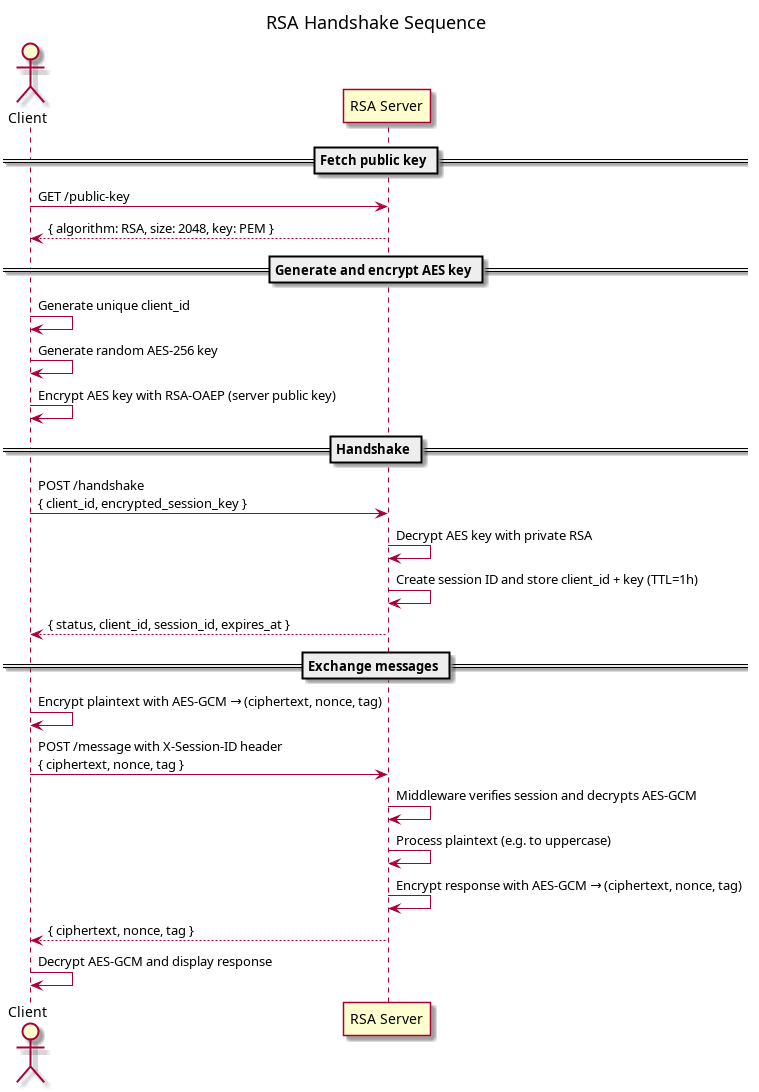 RSA Handshake Sequence
Client
RSA Server
Fetch public key
GET /public-key
{ algorithm: RSA, size: 2048, key: PEM }
Generate and encrypt AES key
Generate unique client_id
Generate random AES-256 key
Encrypt AES key with RSA-OAEP (server public key)
Handshake
POST /handshake
{ client_id, encrypted_session_key }
Decrypt AES key with private RSA
Create session ID and store client_id + key (TTL=1h)
{ status, client_id, session_id, expires_at }
Exchange messages
Encrypt plaintext with AES-GCM → (ciphertext, nonce, tag)
POST /message with X-Session-ID header
{ ciphertext, nonce, tag }
Middleware verifies session and decrypts AES-GCM
Process plaintext (e.g. to uppercase)
Encrypt response with AES-GCM → (ciphertext, nonce, tag)
{ ciphertext, nonce, tag }
Decrypt AES-GCM and display response
Client
RSA Server